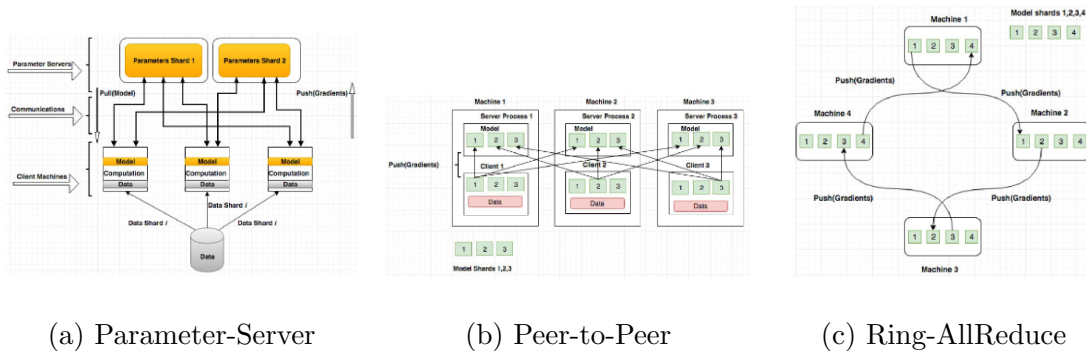 Parameter Servers
Communications
Client Machines
Parameters Shard 1
Parameters Shard 2
Pull(Model)
Push(Gradients)
Model
Computation
Data
Model
Computation
Data
Model
Computation
Data
Data Shard i
Data Shard i
Data Shard i
Data
(a) Parameter-Server
Machine 1
Machine 2
Machine 3
Server Process 1
Server Process 2
Server Process 3
Model
Model
Model
1 2 3
1 2 3
1 2 3
Push(Gradients)
Client 1
Client 2
Client 3
1 2 3
1 2 3
1 2 3
Data
Data
Data
1 2 3
Model Shards 1,2,3
(b) Peer-to-Peer
Machine 1
Model shards 1,2,3,4
1 2 3 4
1 2 3 4
Push(Gradients)
Push(Gradients)
Machine 4
Machine 2
1 2 3 4
1 2 3 4
Push(Gradients)
Push(Gradients)
1 2 3 4
Machine 3
(c) Ring-AllReduce